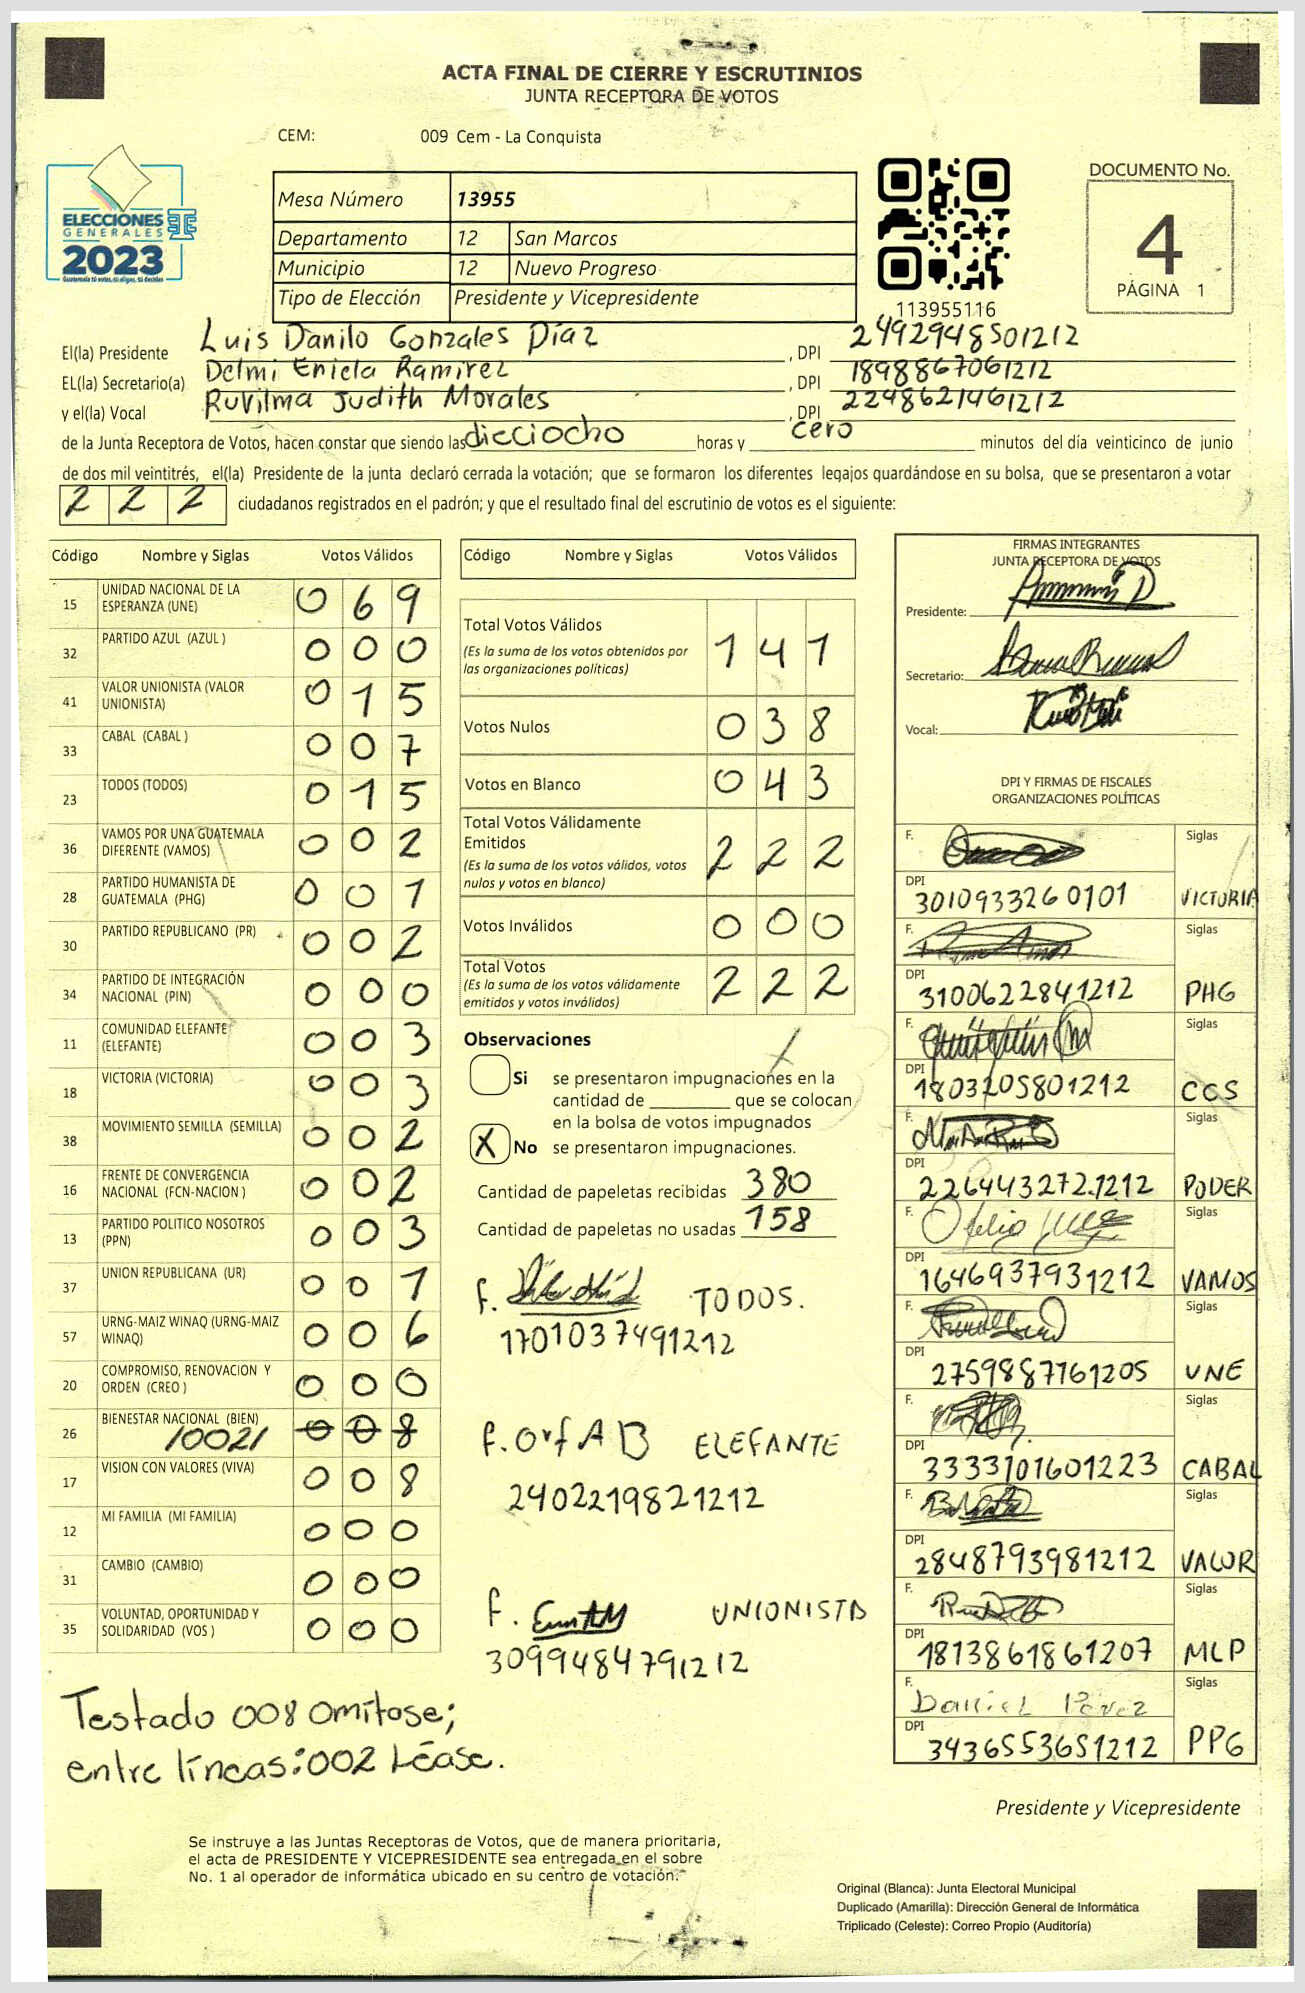 ACTA FINAL DE CIERRE Y ESCRUTINIOS
JUNTA RECEPTORA DE VOTOS
CEM: 009 Cem - La Conquista
ELECCIONES
GENERALES
2023
Guatemala tú votas, tú eliges, tú decides
Mesa Número 13955
Departamento 12 San Marcos
Municipio 12 Nuevo Progreso
Tipo de Elección Presidente y Vicepresidente
113955116
DOCUMENTO No.
4
PÁGINA 1
El(la) Presidente Luis Danilo Gonzales Díaz , DPI 2492948501212
EL(la) Secretario(a) Delmi Eniela Ramirez , DPI 1898867061212
y el(la) Vocal Ruvilma Judith Morales , DPI 2248621461212
de la Junta Receptora de Votos, hacen constar que siendo las dieciocho horas y cero minutos del día veinticinco de junio
de dos mil veintitrés, el(la) Presidente de la junta declaró cerrada la votación; que se formaron los diferentes legajos guardándose en su bolsa, que se presentaron a votar
2 2 2 ciudadanos registrados en el padrón; y que el resultado final del escrutinio de votos es el siguiente:
Código Nombre y Siglas Votos Válidos
15 UNIDAD NACIONAL DE LA ESPERANZA (UNE) 0 6 9
32 PARTIDO AZUL (AZUL ) 0 0 0
41 VALOR UNIONISTA (VALOR UNIONISTA) 0 1 5
33 CABAL (CABAL ) 0 0 7
23 TODOS (TODOS) 0 1 5
36 VAMOS POR UNA GUATEMALA DIFERENTE (VAMOS) 0 0 2
28 PARTIDO HUMANISTA DE GUATEMALA (PHG) 0 0 1
30 PARTIDO REPUBLICANO (PR) 0 0 2
34 PARTIDO DE INTEGRACIÓN NACIONAL (PIN) 0 0 0
11 COMUNIDAD ELEFANTE (ELEFANTE) 0 0 3
18 VICTORIA (VICTORIA) 0 0 3
38 MOVIMIENTO SEMILLA (SEMILLA) 0 0 2
16 FRENTE DE CONVERGENCIA NACIONAL (FCN-NACION ) 0 0 2
13 PARTIDO POLITICO NOSOTROS (PPN) 0 0 3
37 UNION REPUBLICANA (UR) 0 0 1
57 URNG-MAIZ WINAQ (URNG-MAIZ WINAQ) 0 0 6
20 COMPROMISO, RENOVACION Y ORDEN (CREO ) 0 0 0
26 BIENESTAR NACIONAL (BIEN) 10021 0 0 8
17 VISION CON VALORES (VIVA) 0 0 8
12 MI FAMILIA (MI FAMILIA) 0 0 0
31 CAMBIO (CAMBIO) 0 0 0
35 VOLUNTAD, OPORTUNIDAD Y SOLIDARIDAD (VOS ) 0 0 0
Testado 008 Omitose;
entre líneas:002 Léase.
Código Nombre y Siglas Votos Válidos
Total Votos Válidos 1 4 1
(Es la suma de los votos obtenidos por
las organizaciones políticas)
Votos Nulos 0 3 8
Votos en Blanco 0 4 3
Total Votos Válidamente
Emitidos 2 2 2
(Es la suma de los votos válidos, votos
nulos y votos en blanco)
Votos Inválidos 0 0 0
Total Votos 2 2 2
(Es la suma de los votos válidamente
emitidos y votos inválidos)
Observaciones
Si se presentaron impugnaciones en la
cantidad de ________ que se colocan
en la bolsa de votos impugnados
X No se presentaron impugnaciones.
Cantidad de papeletas recibidas 380
Cantidad de papeletas no usadas 158
f. TODOS.
1701037491212
f. ELEFANTE
2402219821212
f. UNIONISTA
3099484791212
FIRMAS INTEGRANTES
JUNTA RECEPTORA DE VOTOS
Presidente:
Secretario:
Vocal:
DPI Y FIRMAS DE FISCALES
ORGANIZACIONES POLÍTICAS
F. Siglas
DPI 3010933260101 VICTORIA
F. Siglas
DPI 3100622841212 PHG
F. Siglas
DPI 1803205801212 CCS
F. Siglas
DPI 2264432721212 PODER
F. Siglas
DPI 1646937931212 VAMOS
F. Siglas
DPI 2759887761205 UNE
F. Siglas
DPI 3333101601223 CABAL
F. Siglas
DPI 2848793981212 VALOR
F. Siglas
DPI 1813861861207 MLP
F. Daniel Pérez Siglas
DPI 3436553651212 PPG
Presidente y Vicepresidente
Se instruye a las Juntas Receptoras de Votos, que de manera prioritaria,
el acta de PRESIDENTE Y VICEPRESIDENTE sea entregada en el sobre
No. 1 al operador de informática ubicado en su centro de votación.
Original (Blanca): Junta Electoral Municipal
Duplicado (Amarilla): Dirección General de Informática
Triplicado (Celeste): Correo Propio (Auditoría)